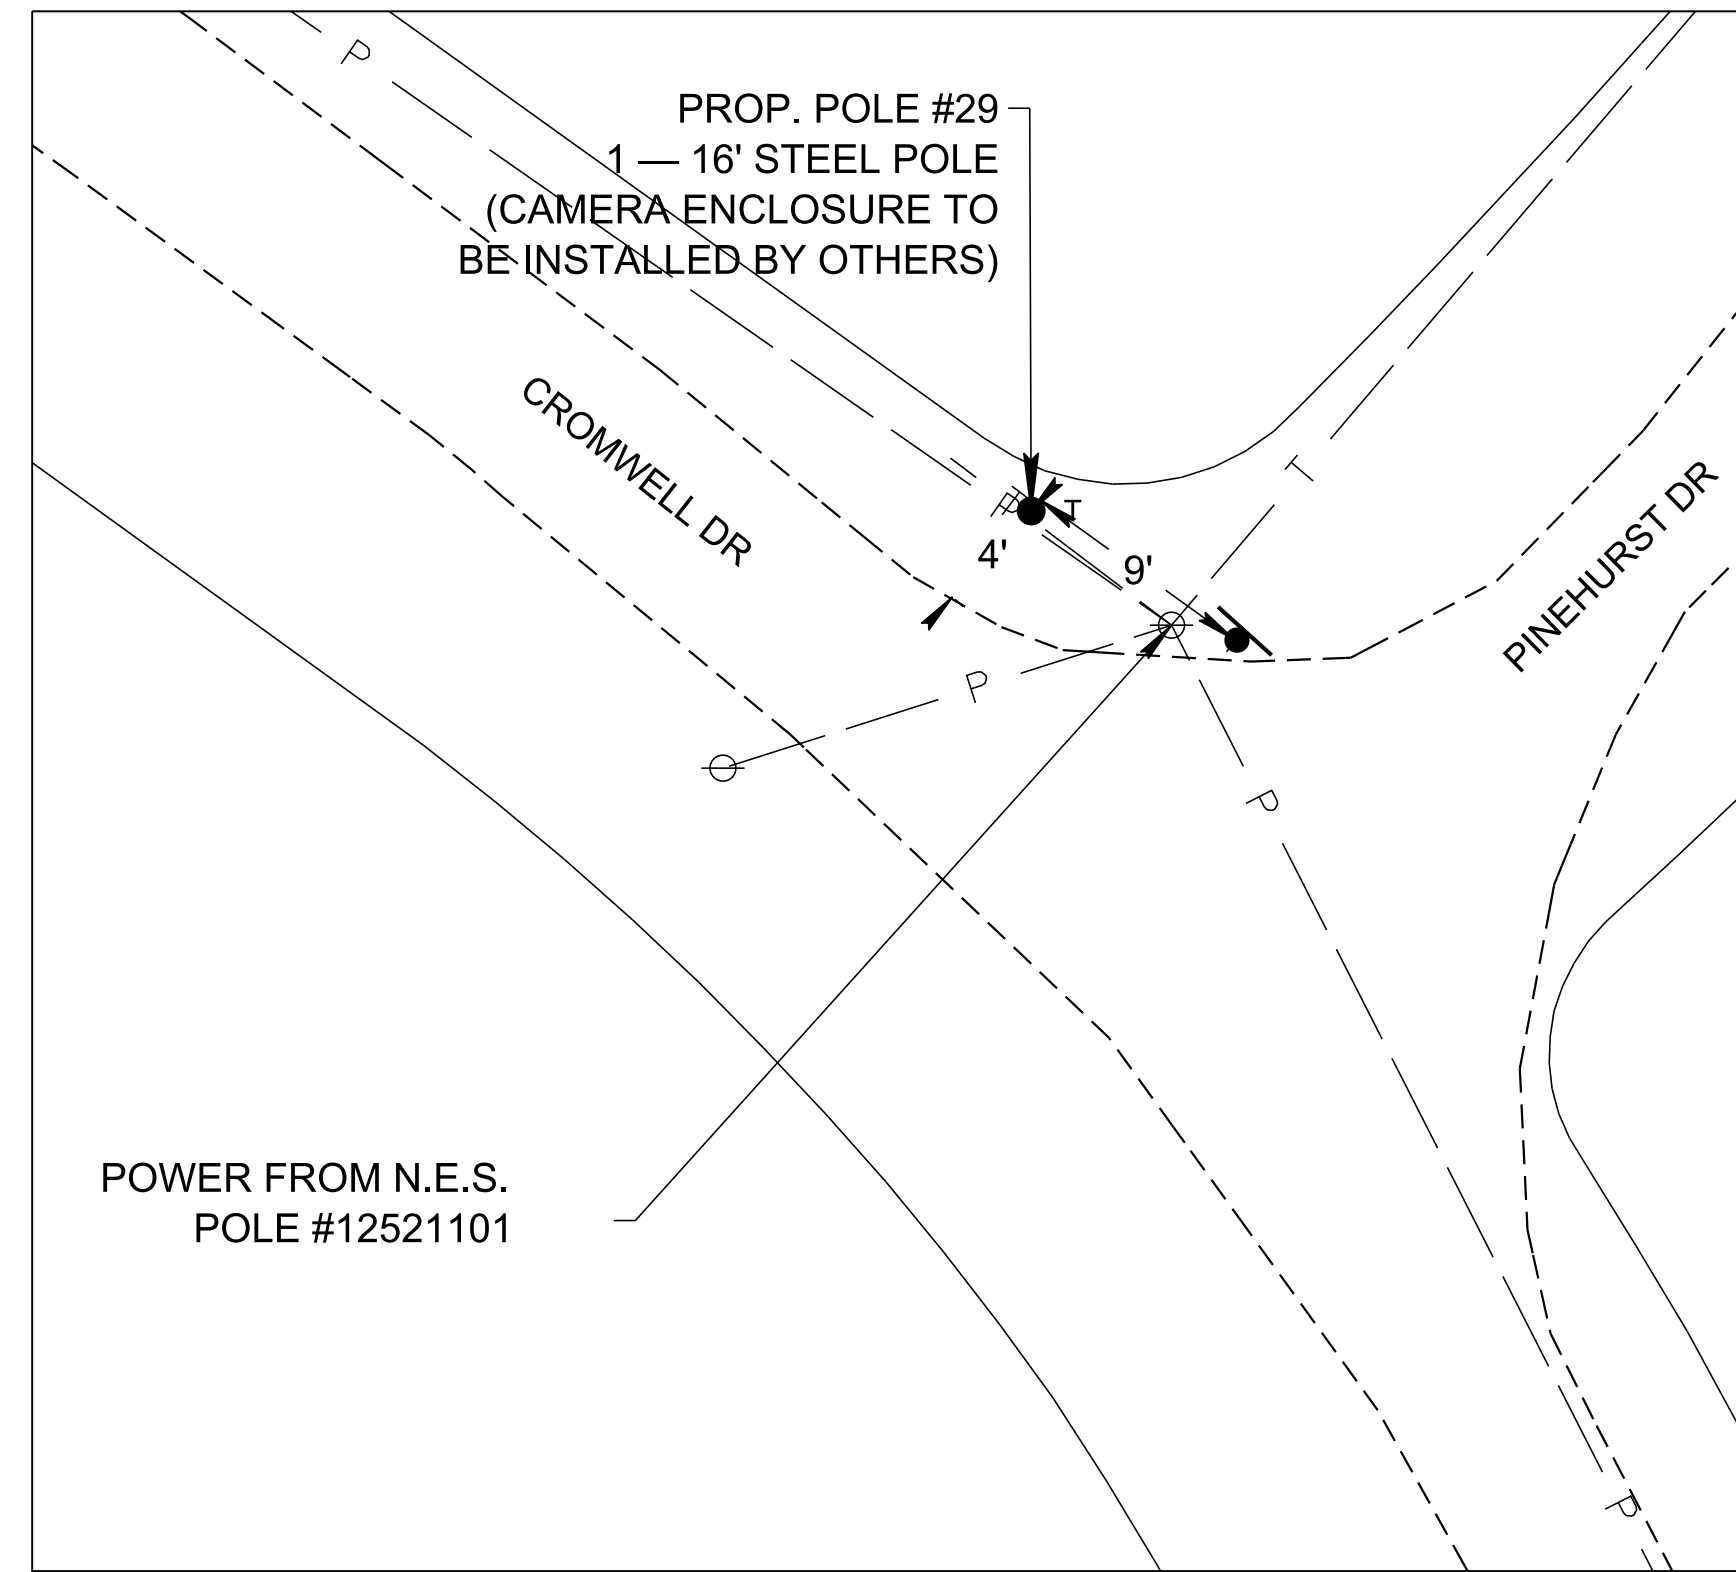 P
PROP. POLE #29
1 — 16' STEEL POLE
(CAMERA ENCLOSURE TO
BE INSTALLED BY OTHERS)
CROMWELL DR
T
PINEHURST DR
P
T
4'
9'
P
P
POWER FROM N.E.S.
POLE #12521101
P